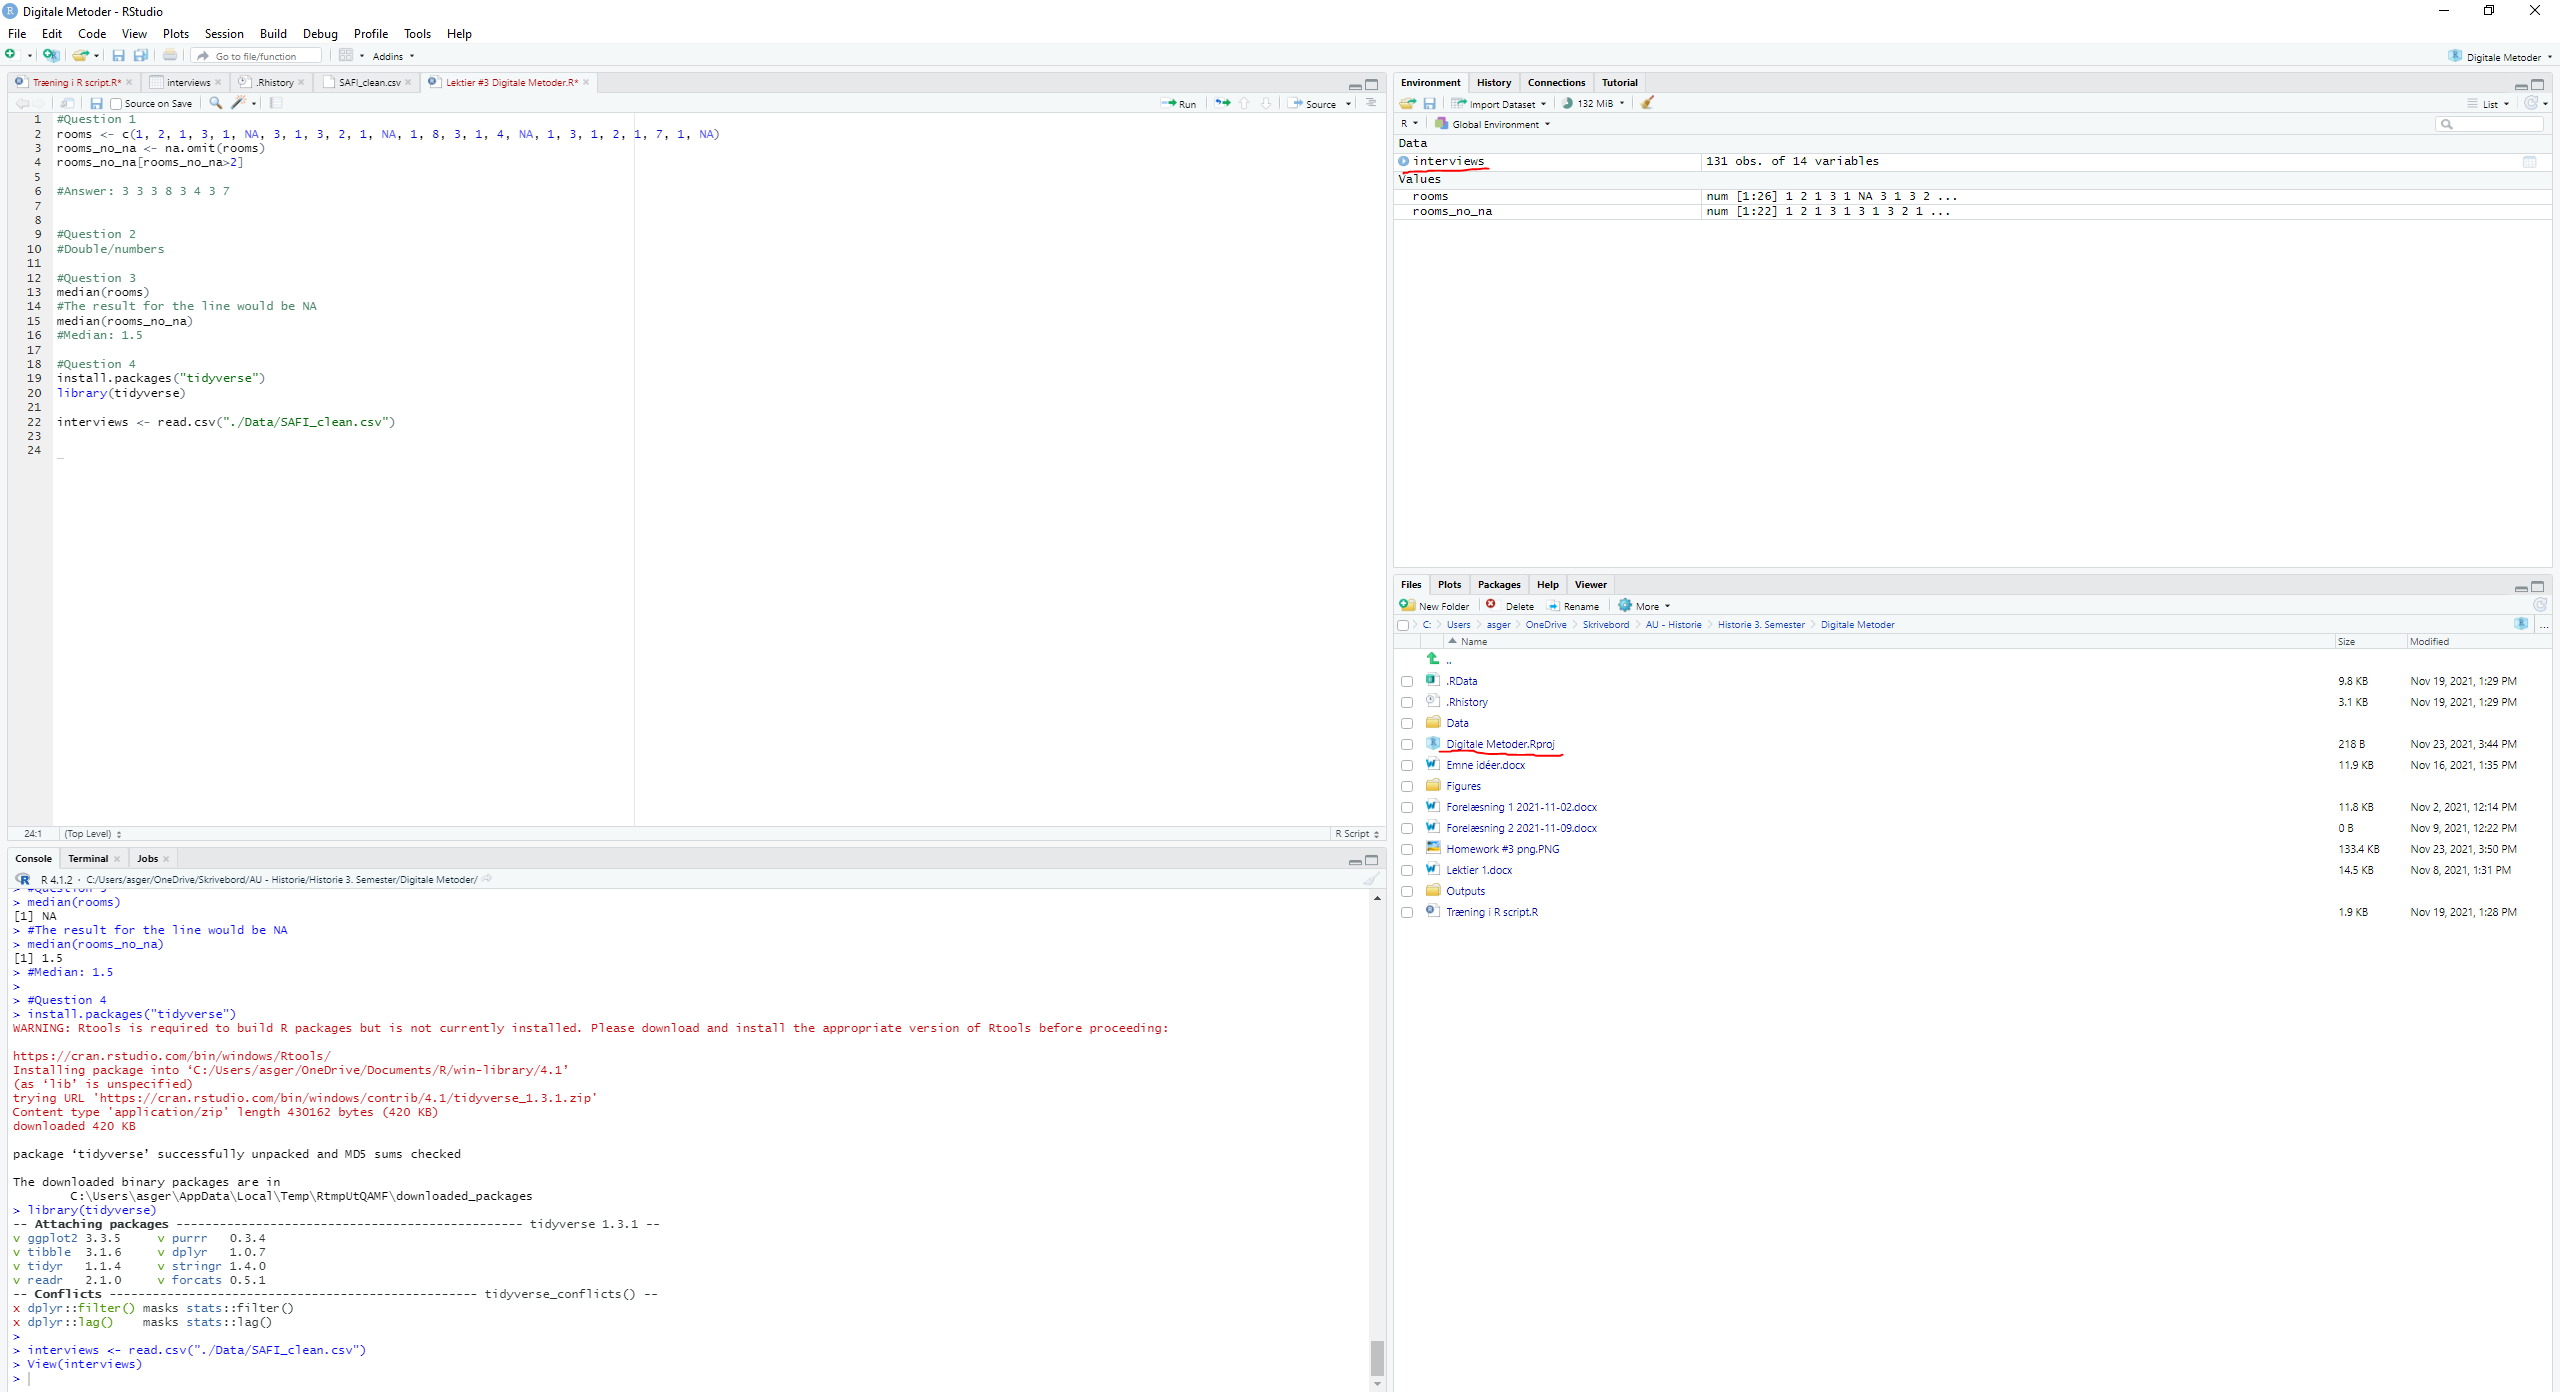 Digitale Metoder - RStudio
File Edit Code View Plots Session Build Debug Profile Tools Help
Go to file/function Addins
Digitale Metoder
Træning i R script.R* interviews .Rhistory SAFI_clean.csv Lektier #3 Digitale Metoder.R*
Source on Save Run Source
1 #Question 1
2 rooms <- c(1, 2, 1, 3, 1, NA, 3, 1, 3, 2, 1, NA, 1, 8, 3, 1, 4, NA, 1, 3, 1, 2, 1, 7, 1, NA)
3 rooms_no_na <- na.omit(rooms)
4 rooms_no_na[rooms_no_na>2]
5
6 #Answer: 3 3 3 8 3 4 3 7
7
8
9 #Question 2
10 #Double/numbers
11
12 #Question 3
13 median(rooms)
14 #The result for the line would be NA
15 median(rooms_no_na)
16 #Median: 1.5
17
18 #Question 4
19 install.packages("tidyverse")
20 library(tidyverse)
21
22 interviews <- read.csv("./Data/SAFI_clean.csv")
23
24
24:1 (Top Level) R Script
Console Terminal Jobs
R 4.1.2 · C:/Users/asger/OneDrive/Skrivebord/AU - Historie/Historie 3. Semester/Digitale Metoder/
> #Question 3
> median(rooms)
[1] NA
> #The result for the line would be NA
> median(rooms_no_na)
[1] 1.5
> #Median: 1.5
>
> #Question 4
> install.packages("tidyverse")
WARNING: Rtools is required to build R packages but is not currently installed. Please download and install the appropriate version of Rtools before proceeding:
https://cran.rstudio.com/bin/windows/Rtools/
Installing package into ‘C:/Users/asger/OneDrive/Documents/R/win-library/4.1’
(as ‘lib’ is unspecified)
trying URL 'https://cran.rstudio.com/bin/windows/contrib/4.1/tidyverse_1.3.1.zip'
Content type 'application/zip' length 430162 bytes (420 KB)
downloaded 420 KB
package ‘tidyverse’ successfully unpacked and MD5 sums checked
The downloaded binary packages are in
C:\Users\asger\AppData\Local\Temp\RtmpUtQAMF\downloaded_packages
> library(tidyverse)
-- Attaching packages ------------------------------------------------ tidyverse 1.3.1 --
v ggplot2 3.3.5 v purrr 0.3.4
v tibble 3.1.6 v dplyr 1.0.7
v tidyr 1.1.4 v stringr 1.4.0
v readr 2.1.0 v forcats 0.5.1
-- Conflicts --------------------------------------------------- tidyverse_conflicts() --
x dplyr::filter() masks stats::filter()
x dplyr::lag() masks stats::lag()
>
> interviews <- read.csv("./Data/SAFI_clean.csv")
> View(interviews)
>
Environment History Connections Tutorial
Import Dataset 132 MiB List
R Global Environment
Data
interviews 131 obs. of 14 variables
Values
rooms num [1:26] 1 2 1 3 1 NA 3 1 3 2 ...
rooms_no_na num [1:22] 1 2 1 3 1 3 1 3 2 1 ...
Files Plots Packages Help Viewer
New Folder Delete Rename More
C: Users asger OneDrive Skrivebord AU - Historie Historie 3. Semester Digitale Metoder ...
Name Size Modified
..
.RData 9.8 KB Nov 19, 2021, 1:29 PM
.Rhistory 3.1 KB Nov 19, 2021, 1:29 PM
Data
Digitale Metoder.Rproj 218 B Nov 23, 2021, 3:44 PM
Emne idéer.docx 11.9 KB Nov 16, 2021, 1:35 PM
Figures
Forelæsning 1 2021-11-02.docx 11.8 KB Nov 2, 2021, 12:14 PM
Forelæsning 2 2021-11-09.docx 0 B Nov 9, 2021, 12:22 PM
Homework #3 png.PNG 133.4 KB Nov 23, 2021, 3:50 PM
Lektier 1.docx 14.5 KB Nov 8, 2021, 1:31 PM
Outputs
Træning i R script.R 1.9 KB Nov 19, 2021, 1:28 PM